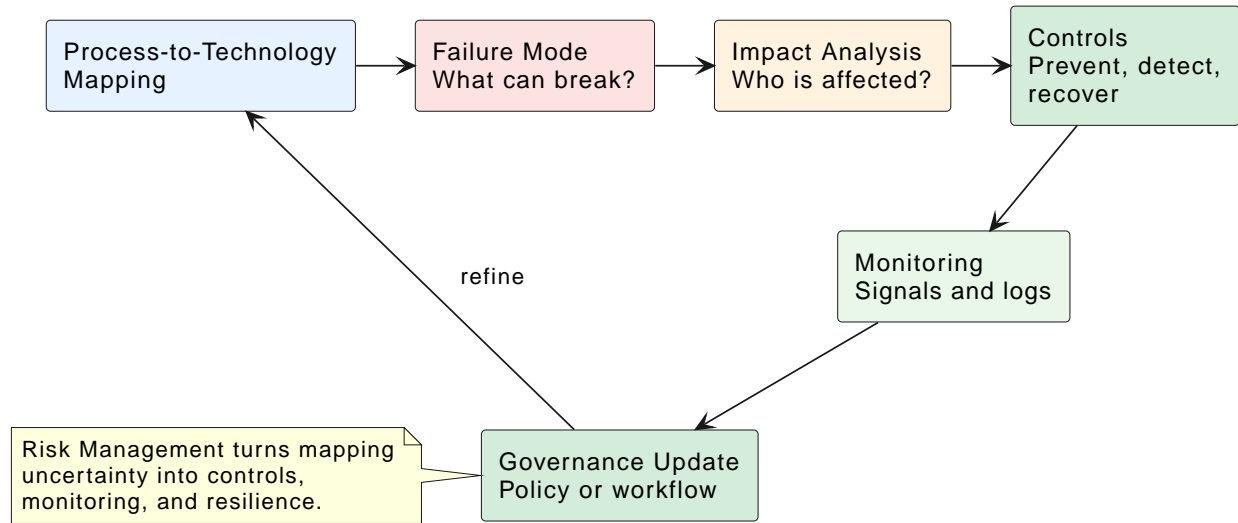 Process-to-Technology
Mapping
Failure Mode
What can break?
Impact Analysis
Who is affected?
Controls
Prevent, detect,
recover
Monitoring
Signals and logs
refine
Governance Update
Policy or workflow
Risk Management turns mapping
uncertainty into controls,
monitoring, and resilience.